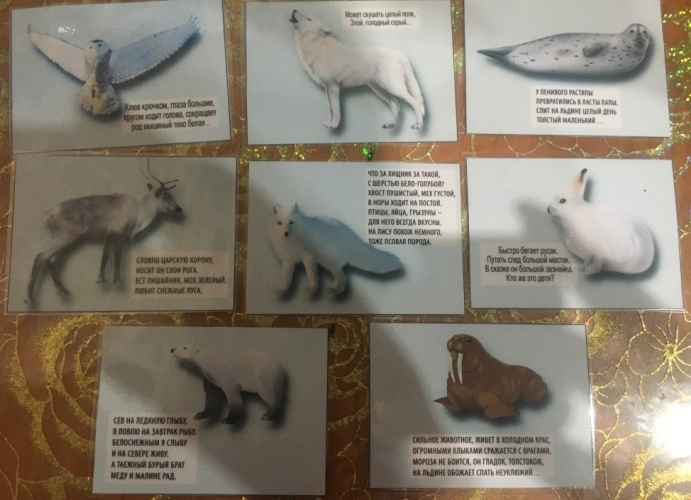 Клюв крючком, глаза большие,
кругом ходит голова, сокращает
род мышиный тихо белая ...
Может скушать целый полк,
Злой, голодный серый...
У ЛЕНИВОГО РАСТЯПЫ
ПРЕВРАТИЛИСЬ В ЛАСТЫ ЛАПЫ.
СПИТ НА ЛЬДИНЕ ЦЕЛЫЙ ДЕНЬ
ТОЛСТЫЙ МАЛЕНЬКИЙ ...
СЛОВНО ЦАРСКУЮ КОРОНУ,
НОСИТ ОН СВОИ РОГА.
ЕСТ ЛИШАЙНИК, МОХ ЗЕЛЕНЫЙ.
ЛЮБИТ СНЕЖНЫЕ ЛУГА.
ЧТО ЗА ХИЩНИК ЗА ТАКОЙ,
С ШЕРСТЬЮ БЕЛО-ГОЛУБОЙ?
ХВОСТ ПУШИСТЫЙ, МЕХ ГУСТОЙ,
В НОРЫ ХОДИТ НА ПОСТОЙ.
ПТИЦЫ, ЯЙЦА, ГРЫЗУНЫ –
ДЛЯ НЕГО ВСЕГДА ВКУСНЫ.
НА ЛИСУ ПОХОЖ НЕМНОГО,
ТОЖЕ ПСОВАЯ ПОРОДА.
Быстро бегает русак.
Путать след большой мастак.
В сказке он большой зазнайка.
Кто же это дети?
СЕВ НА ЛЕДЯНУЮ ГЛЫБУ,
Я ЛОВЛЮ НА ЗАВТРАК РЫБУ,
БЕЛОСНЕЖНЫМ Я СЛЫВУ
И НА СЕВЕРЕ ЖИВУ.
А ТАЕЖНЫЙ БУРЫЙ БРАТ
МЕДУ И МАЛИНЕ РАД.
СИЛЬНОЕ ЖИВОТНОЕ, ЖИВЕТ В ХОЛОДНОМ КРАЕ,
ОГРОМНЫМИ КЛЫКАМИ СРАЖАЕТСЯ С ВРАГАМИ,
МОРОЗА НЕ БОИТСЯ, ОН ГЛАДОК, ТОЛСТОКОЖ,
НА ЛЬДИНЕ ОБОЖАЕТ СПАТЬ НЕУКЛЮЖИЙ ...